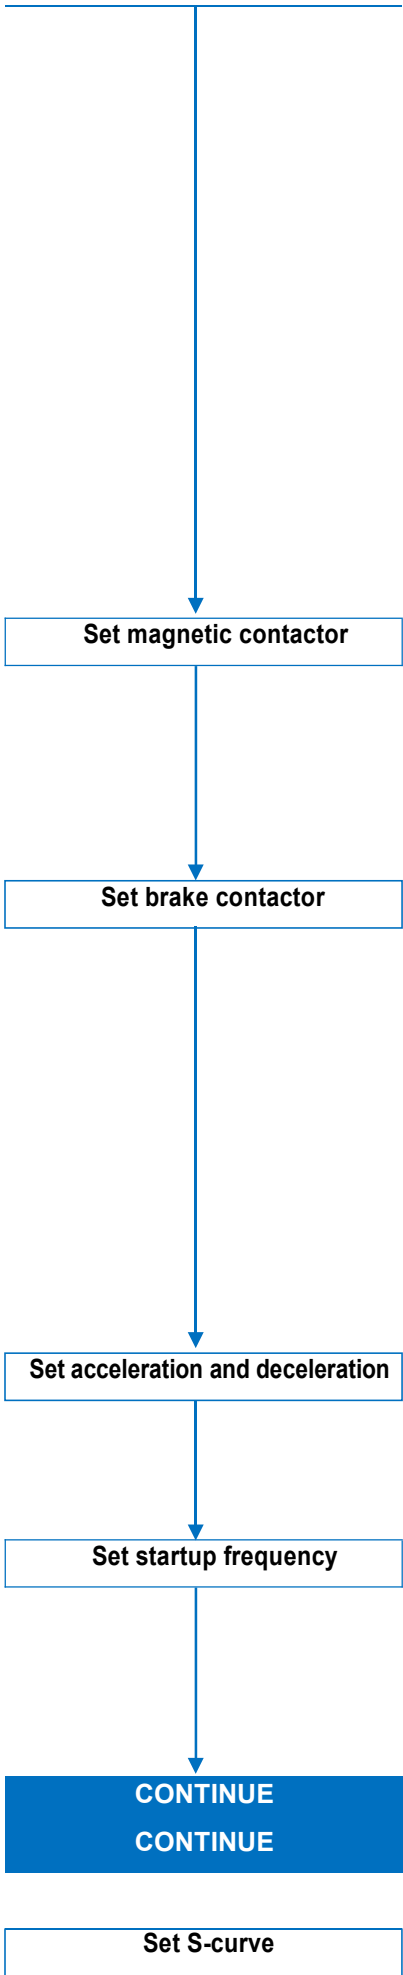 Set magnetic contactor
Set brake contactor
Set acceleration and deceleration
Set startup frequency
CONTINUE
CONTINUE
Set S-curve